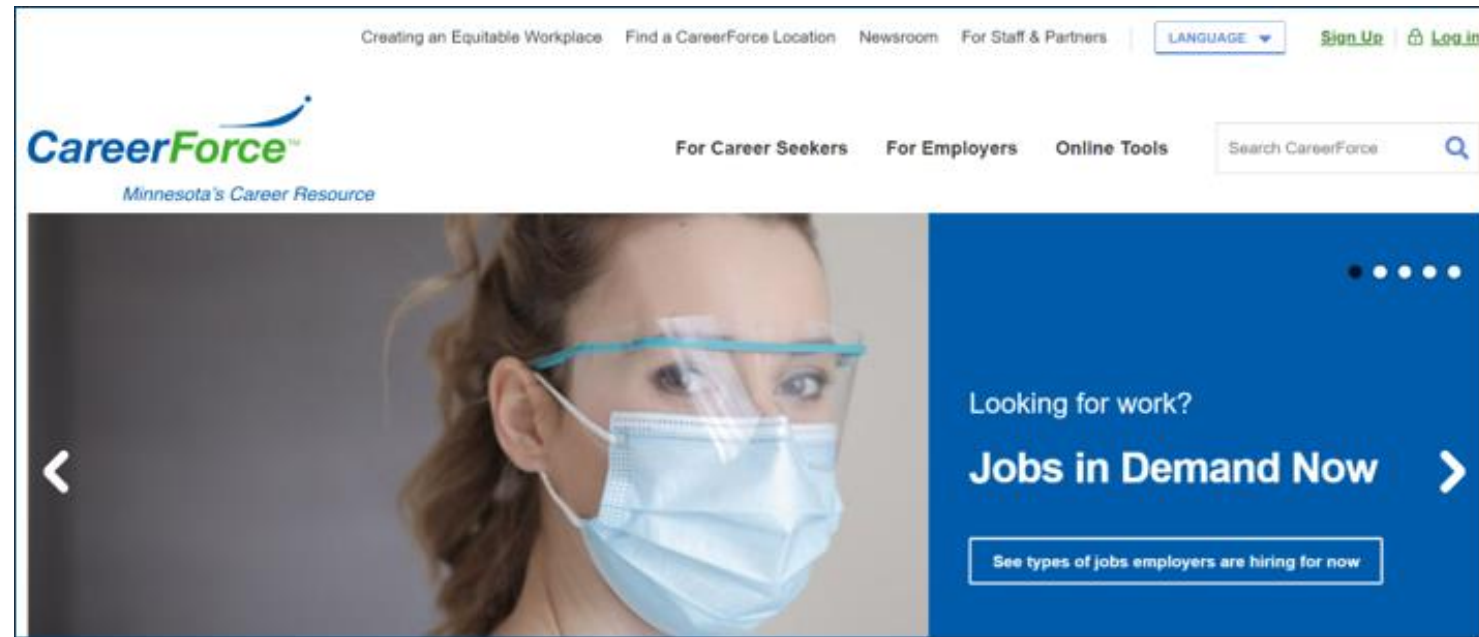 Creating an Equitable Workplace Find a CareerForce Location Newsroom For Staff & Partners LANGUAGE Sign Up Log in
CareerForce™
Minnesota's Career Resource
For Career Seekers For Employers Online Tools Search CareerForce
Looking for work?
Jobs in Demand Now
See types of jobs employers are hiring for now